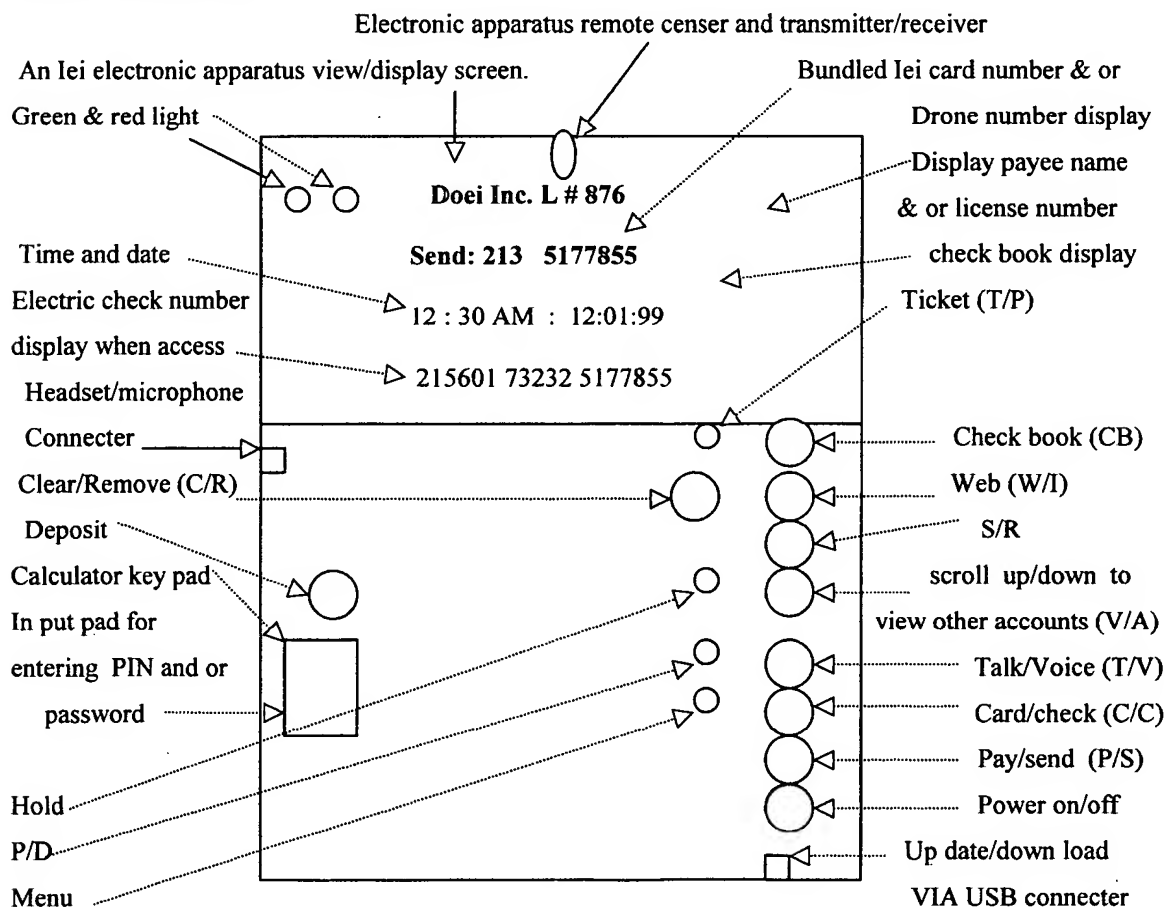 Electronic apparatus remote censer and transmitter/receiver
An Iei electronic apparatus view/display screen.
Bundled Iei card number & or
Green & red light
Drone number display
Display payee name
Doei Inc. L # 876
& or license number
Time and date
Send: 213 5177855
check book display
Electric check number
12 : 30 AM : 12:01:99
Ticket (T/P)
display when access
215601 73232 5177855
Headset/microphone
Connecter
Check book (CB)
Clear/Remove (C/R)
Web (W/I)
Deposit
S/R
Calculator key pad
scroll up/down to
In put pad for
view other accounts (V/A)
entering PIN and or
Talk/Voice (T/V)
password
Card/check (C/C)
Pay/send (P/S)
Hold
Power on/off
P/D
Up date/down load
Menu
VIA USB connecter